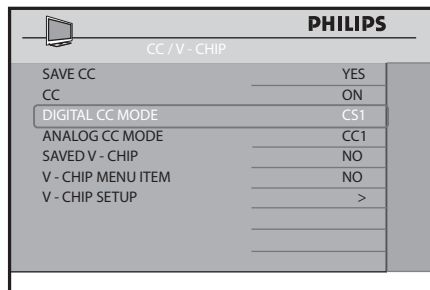 PHILIPS
CC / V - CHIP
SAVE CC YES
CC ON
DIGITAL CC MODE CS1
ANALOG CC MODE CC1
SAVED V - CHIP NO
V - CHIP MENU ITEM NO
V - CHIP SETUP >